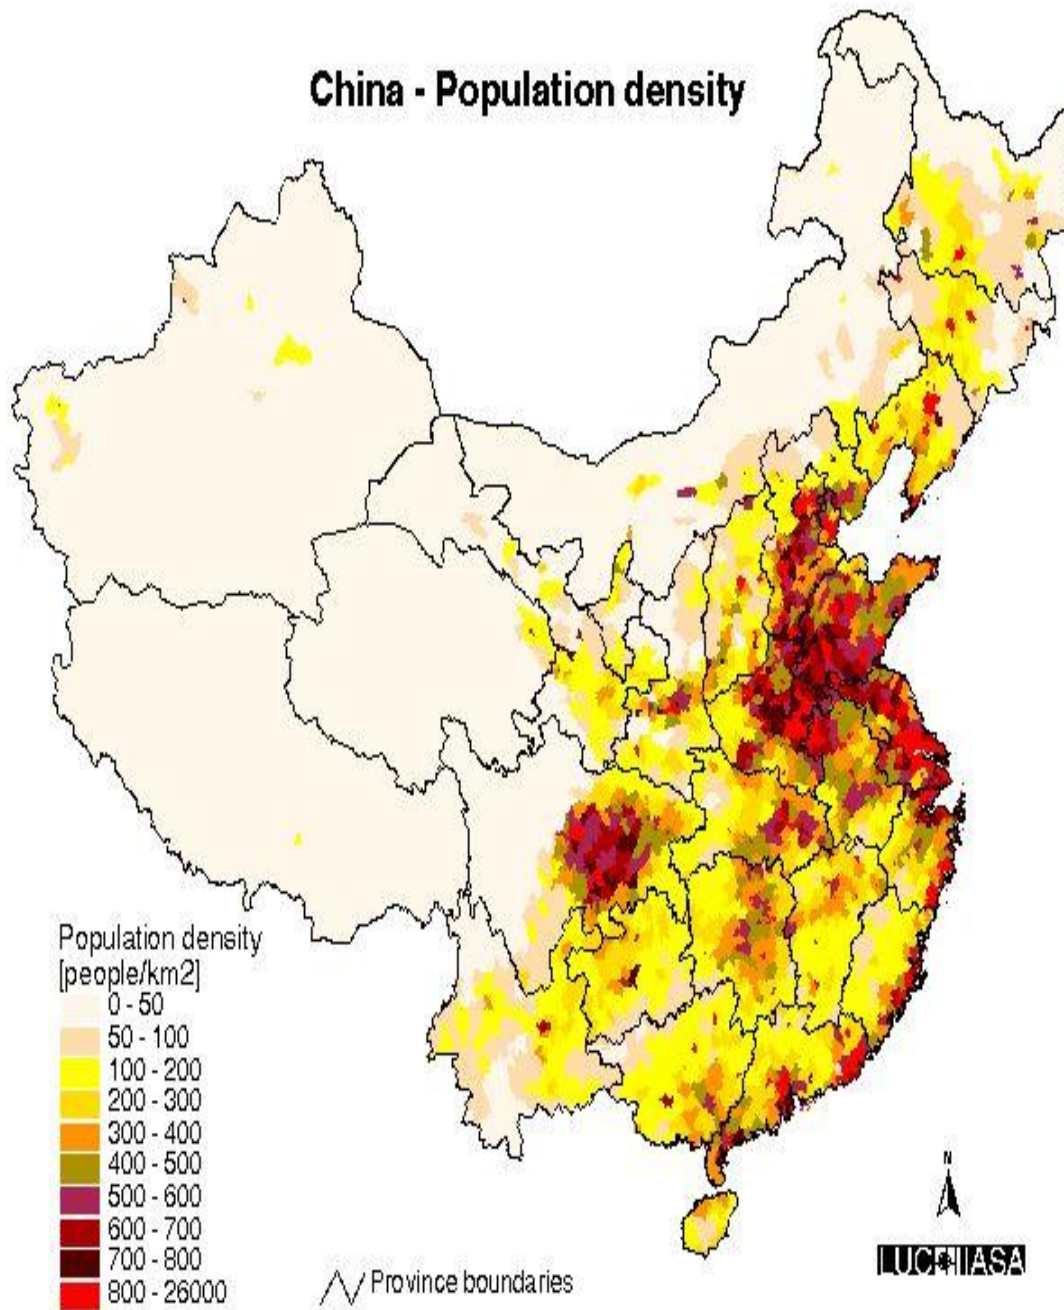 China - Population density
Population density
[people/km2]
0 - 50
50 - 100
100 - 200
200 - 300
300 - 400
400 - 500
500 - 600
600 - 700
700 - 800
800 - 26000
Province boundaries
N
LUC IIASA